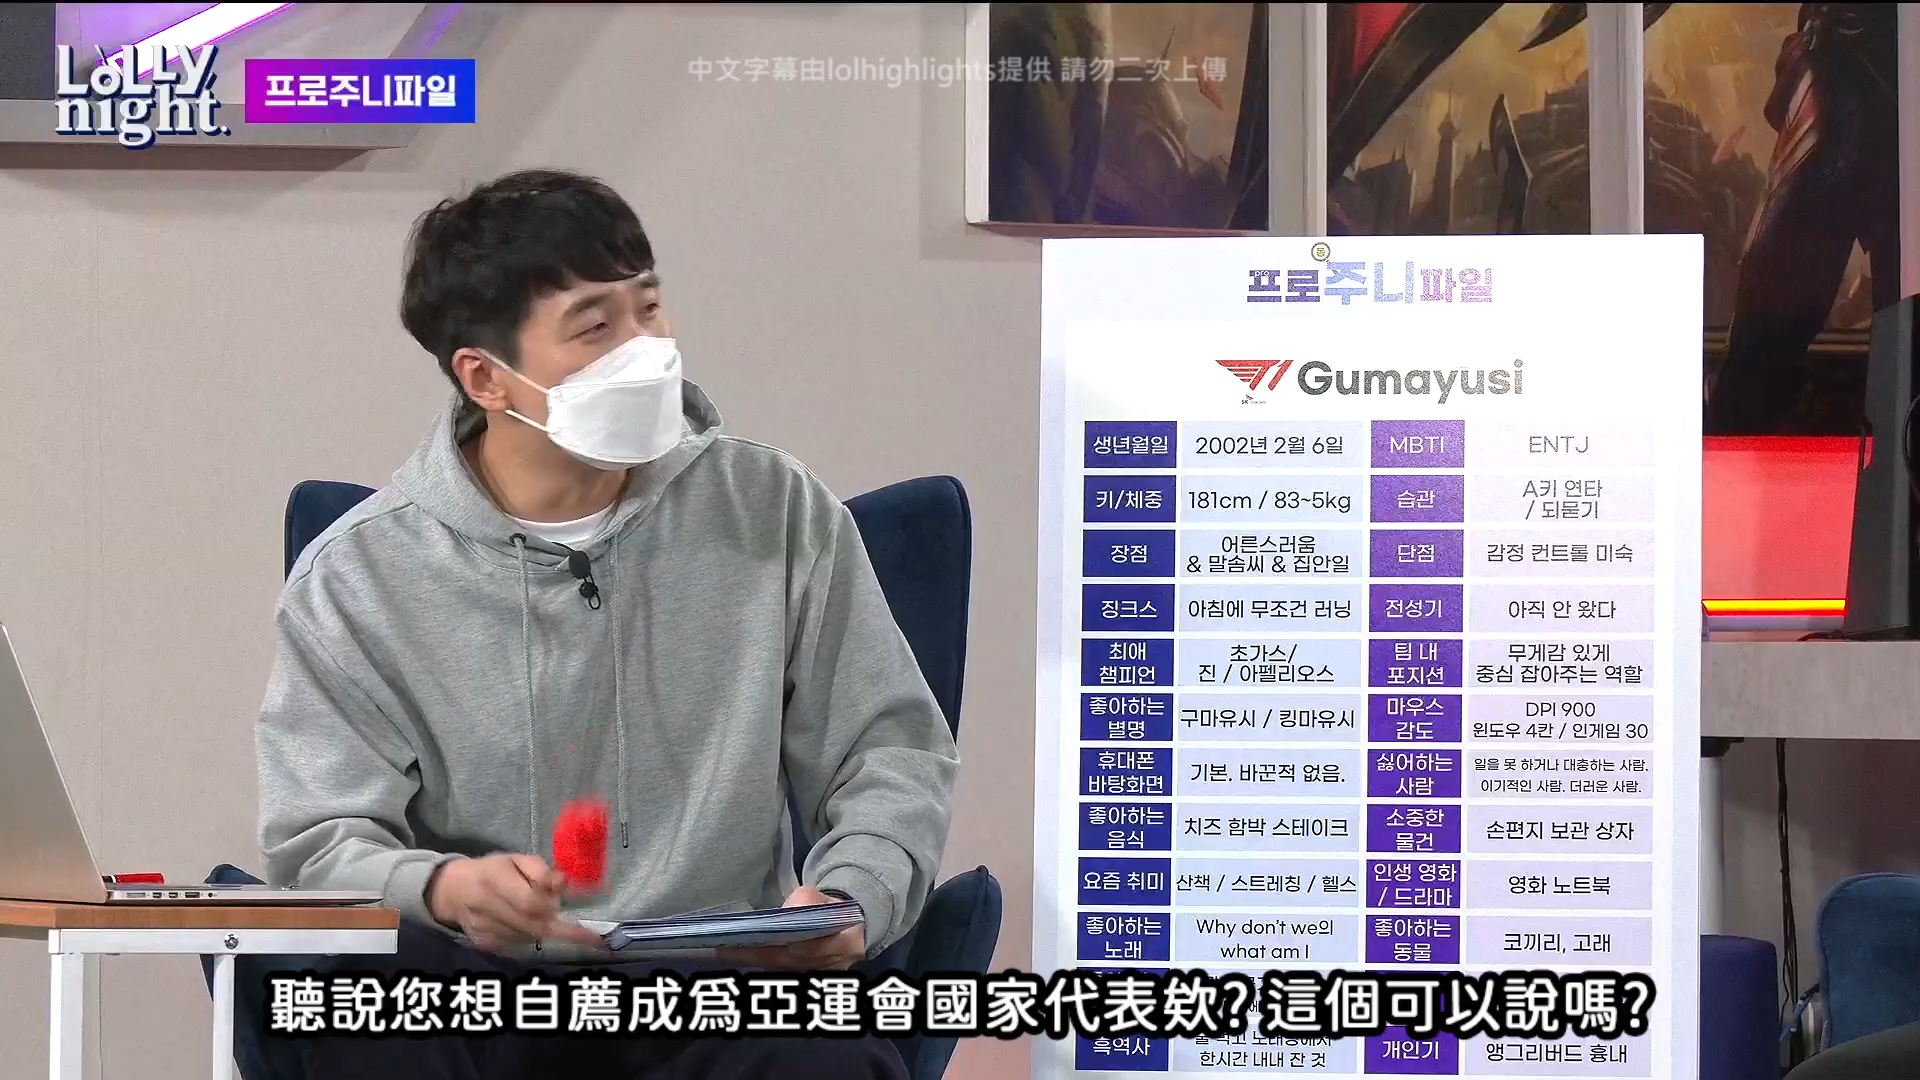 LoLLy
night.
프로주니파일
中文字幕由lolhighlights提供 請勿二次上傳
pro 동
프로주니파일
T1 Gumayusi
생년월일 2002년 2월 6일 MBTI ENTJ
키/체중 181cm / 83~5kg 습관 A키 연타
/ 되묻기
장점 어른스러움
& 말솜씨 & 집안일 단점 감정 컨트롤 미숙
징크스 아침에 무조건 러닝 전성기 아직 안 왔다
최애
챔피언 초가스/
진 / 아펠리오스 팀 내
포지션 무게감 있게
중심 잡아주는 역할
좋아하는
별명 구마유시 / 킹마유시 마우스
감도 DPI 900
윈도우 4칸 / 인게임 30
휴대폰
바탕화면 기본. 바꾼적 없음. 싫어하는
사람 일을 못 하거나 대충하는 사람.
이기적인 사람. 더러운 사람.
좋아하는
음식 치즈 함박 스테이크 소중한
물건 손편지 보관 상자
요즘 취미 산책 / 스트레칭 / 헬스 인생 영화
/ 드라마 영화 노트북
좋아하는
노래 Why don't we의
what am I 좋아하는
동물 코끼리, 고래
聽說您想自薦成爲亞運會國家代表欸? 這個可以說嗎?
흑역사 한시간 내내 잔 것 개인기 앵그리버드 흉내